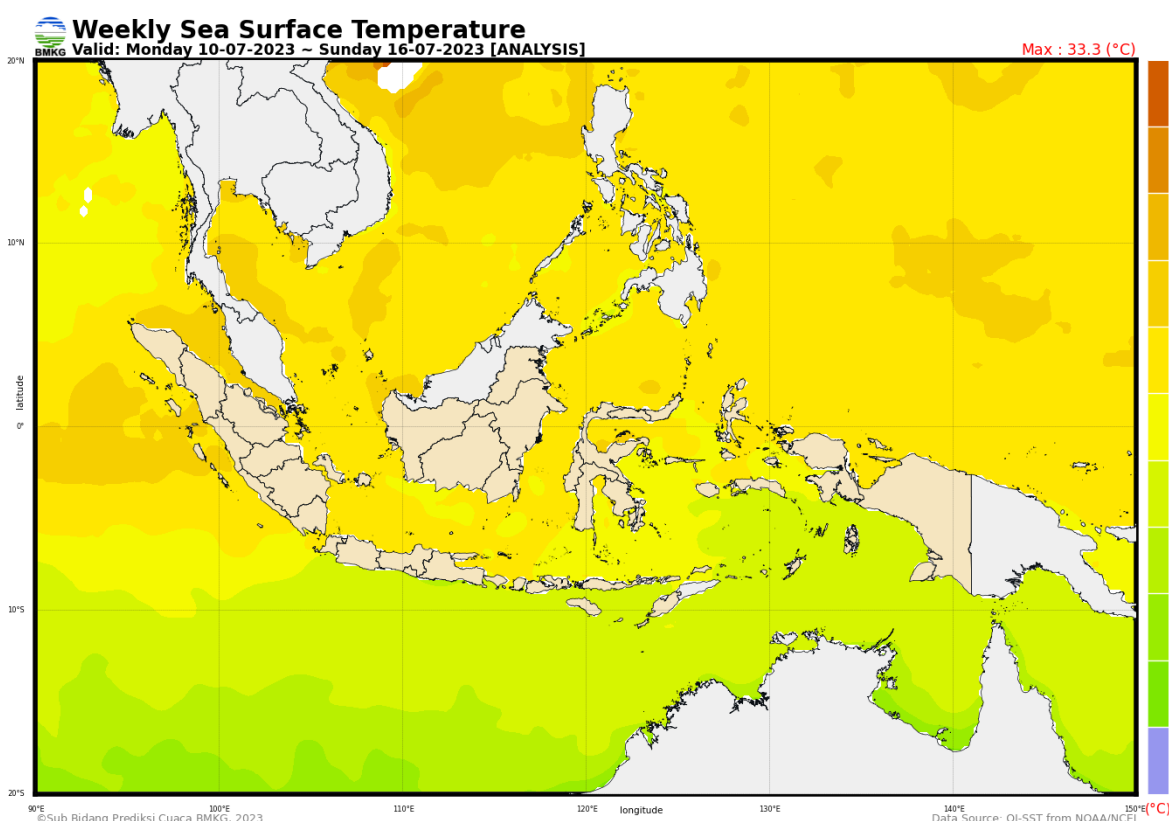 Weekly Sea Surface Temperature
BMKG
Valid: Monday 10-07-2023 ~ Sunday 16-07-2023 [ANALYSIS]
Max : 33.3 (°C)
20°N
10°N
latitude
0°
10°S
20°S
90°E
100°E
110°E
120°E
longitude
130°E
140°E
150°E
(°C)
©Sub Bidang Prediksi Cuaca BMKG, 2023
Data Source: OI-SST from NOAA/NCEI